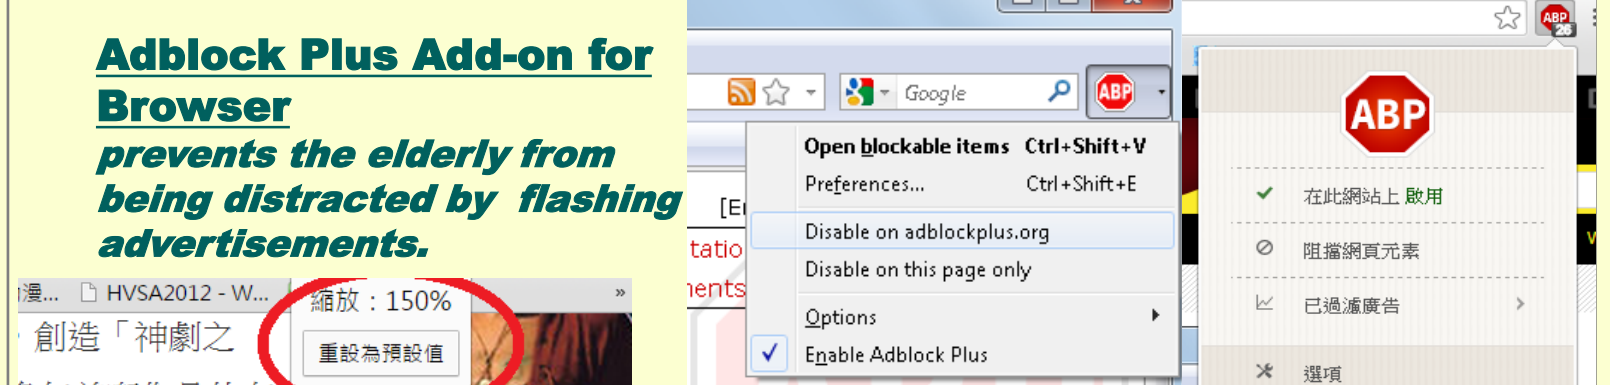 Adblock Plus Add-on for
Browser
prevents the elderly from
being distracted by flashing
advertisements.
漫... HVSA2012 - W... »
縮放：150%
創造「神劇之
重設為預設值
Google ABP
Open blockable items Ctrl+Shift+V
Preferences... Ctrl+Shift+E
Disable on adblockplus.org
Disable on this page only
Options
Enable Adblock Plus
[E
tatio
ents
ABP
26
ABP
在此網站上 啟用
阻擋網頁元素
已過濾廣告
選項